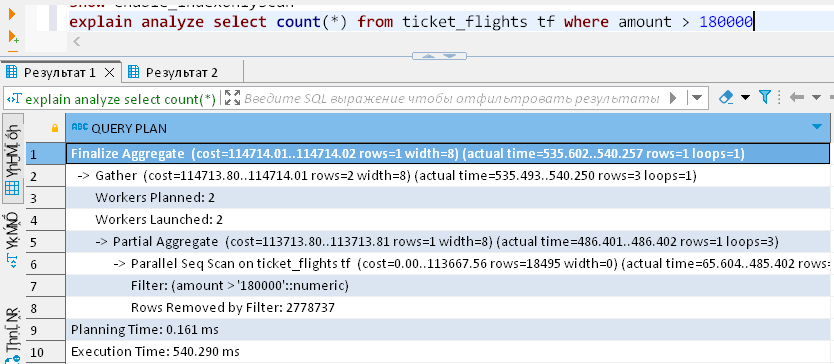 show enable_indexonlyscan
explain analyze select count(*) from ticket_flights tf where amount > 180000
Результат 1
Результат 2
explain analyze select count(*)
Введите SQL выражение чтобы отфильтровать результаты
ABC QUERY PLAN
1 Finalize Aggregate (cost=114714.01..114714.02 rows=1 width=8) (actual time=535.602..540.257 rows=1 loops=1)
2 -> Gather (cost=114713.80..114714.01 rows=2 width=8) (actual time=535.493..540.250 rows=3 loops=1)
3 Workers Planned: 2
4 Workers Launched: 2
5 -> Partial Aggregate (cost=113713.80..113713.81 rows=1 width=8) (actual time=486.401..486.402 rows=1 loops=3)
6 -> Parallel Seq Scan on ticket_flights tf (cost=0.00..113667.56 rows=18495 width=0) (actual time=65.604..485.402 rows=
7 Filter: (amount > '180000'::numeric)
8 Rows Removed by Filter: 2778737
9 Planning Time: 0.161 ms
10 Execution Time: 540.290 ms